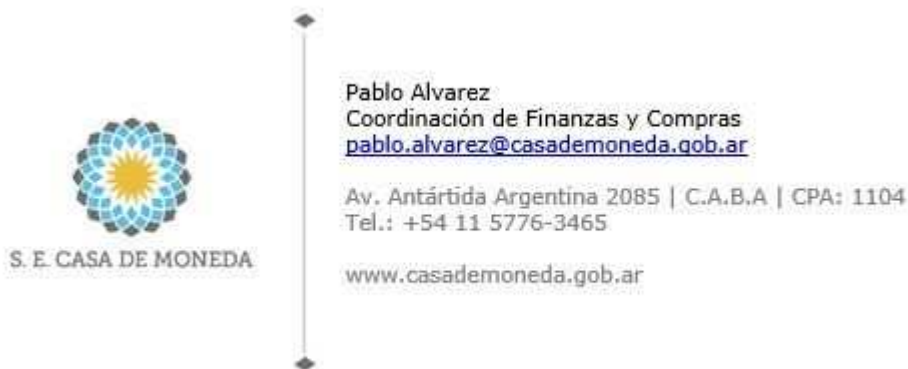 S. E. CASA DE MONEDA
Pablo Alvarez
Coordinación de Finanzas y Compras
pablo.alvarez@casademoneda.gob.ar
Av. Antártida Argentina 2085 | C.A.B.A | CPA: 1104
Tel.: +54 11 5776-3465
www.casademoneda.gob.ar